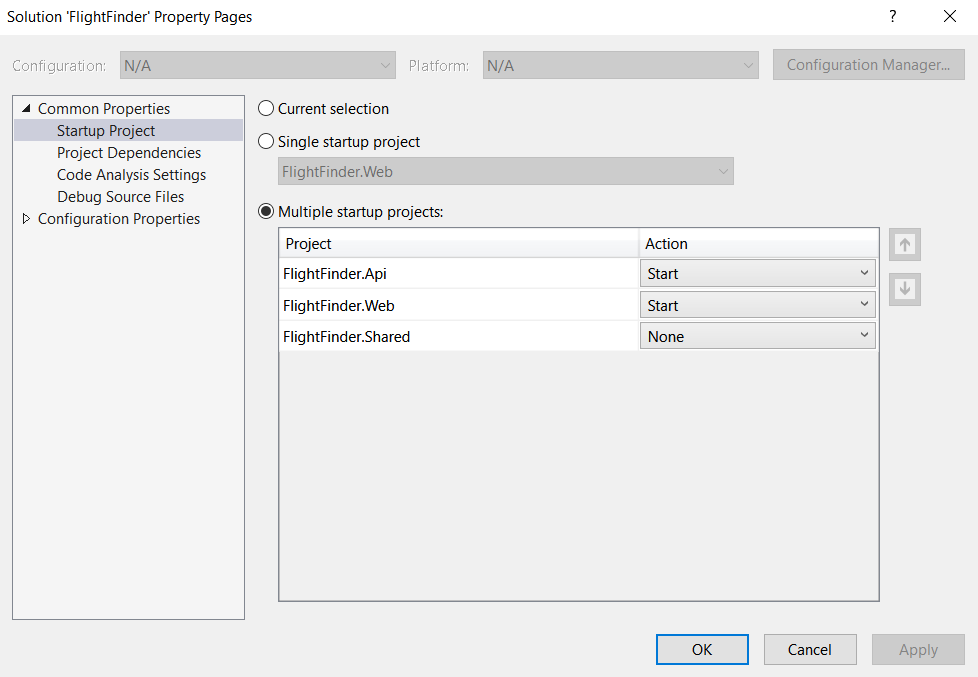 Solution 'FlightFinder' Property Pages ?
Configuration: N/A Platform: N/A Configuration Manager...
Common Properties
Startup Project
Project Dependencies
Code Analysis Settings
Debug Source Files
Configuration Properties
Current selection
Single startup project
FlightFinder.Web
Multiple startup projects:
Project Action
FlightFinder.Api Start
FlightFinder.Web Start
FlightFinder.Shared None
OK Cancel Apply